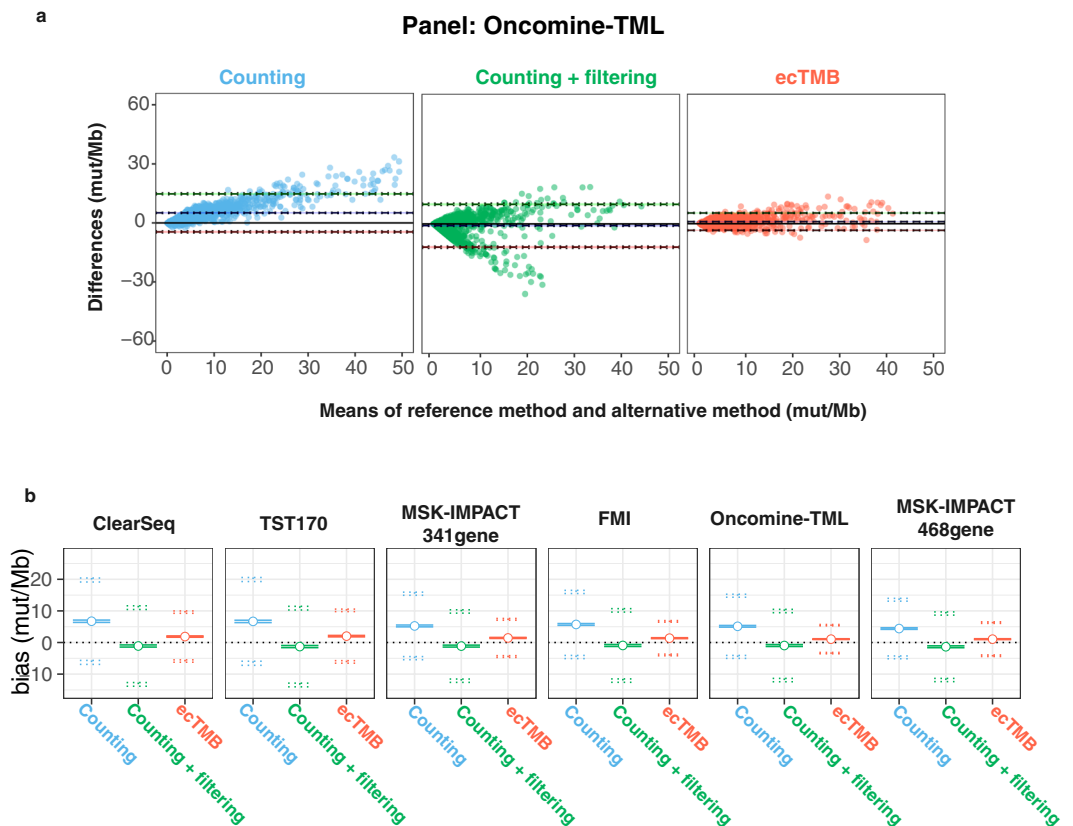 a
Panel: Oncomine-TML
Counting
Counting + filtering
ecTMB
Differences (mut/Mb)
60
30
0
−30
−60
0 10 20 30 40 50
0 10 20 30 40 50
0 10 20 30 40 50
Means of reference method and alternative method (mut/Mb)
b
ClearSeq
TST170
MSK-IMPACT
341gene
FMI
Oncomine-TML
MSK-IMPACT
468gene
bias (mut/Mb)
20
10
0
10
Counting
Counting + filtering
ecTMB
Counting
Counting + filtering
ecTMB
Counting
Counting + filtering
ecTMB
Counting
Counting + filtering
ecTMB
Counting
Counting + filtering
ecTMB
Counting
Counting + filtering
ecTMB